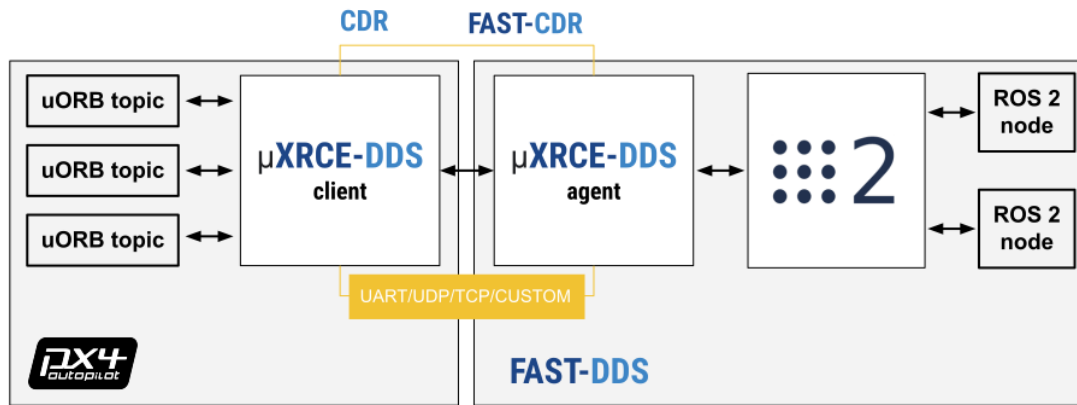 CDR
FAST-CDR
uORB topic
uORB topic
uORB topic
μXRCE-DDS
client
μXRCE-DDS
agent
2
ROS 2
node
ROS 2
node
UART/UDP/TCP/CUSTOM
px4
autopilot
FAST-DDS